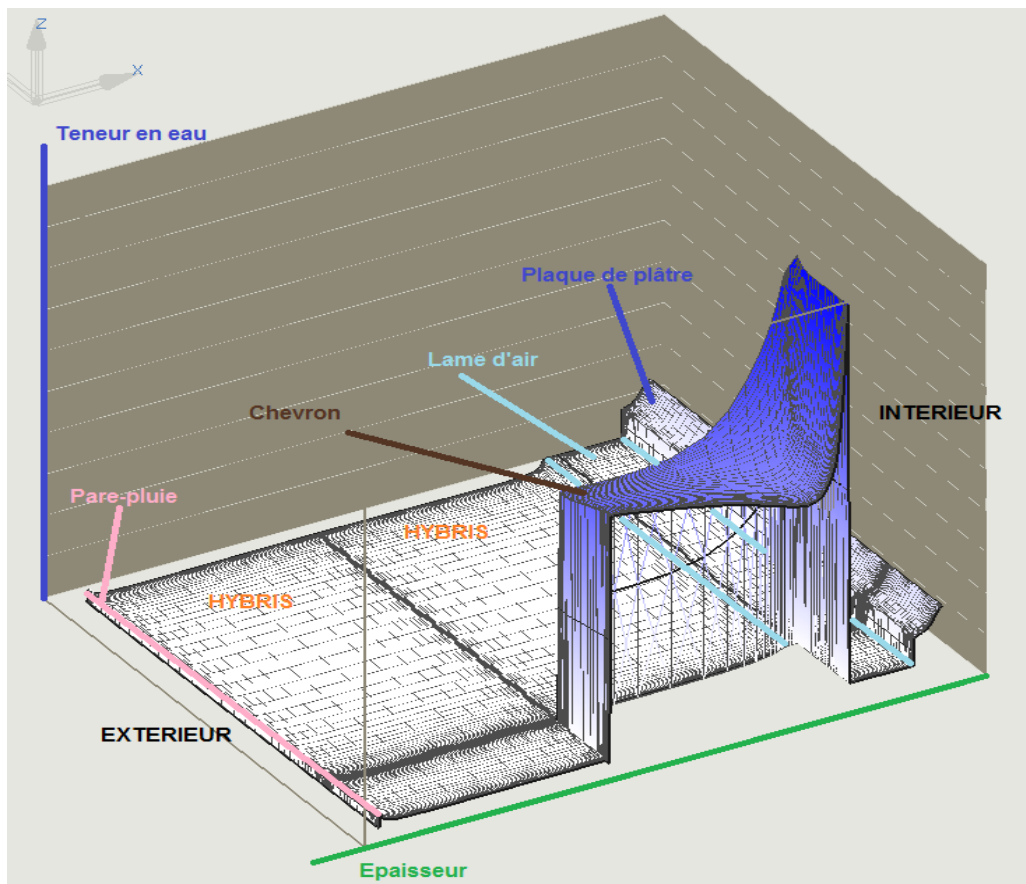 Z
X
Teneur en eau
Plaque de plâtre
Lame d'air
Chevron
INTERIEUR
Pare-pluie
HYBRIS
HYBRIS
EXTERIEUR
Epaisseur